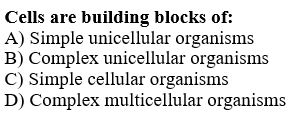 Cells are building blocks of:
A) Simple unicellular organisms
B) Complex unicellular organisms
C) Simple cellular organisms
D) Complex multicellular organisms